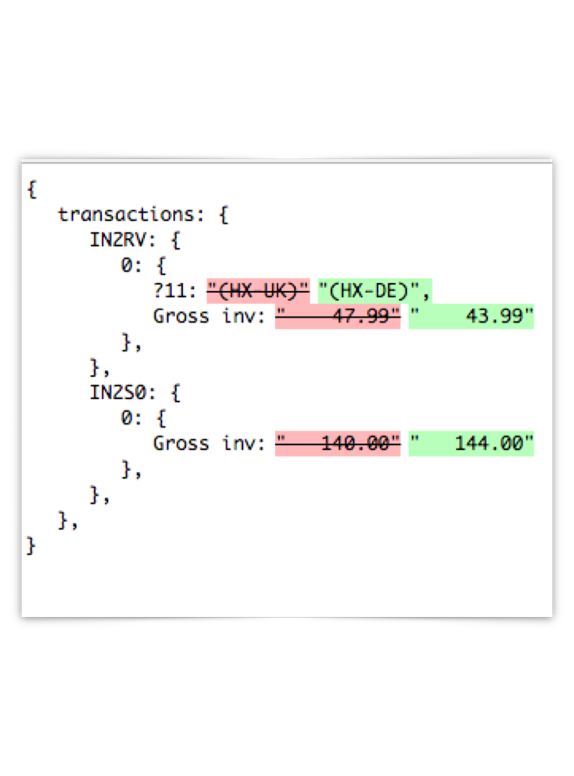 {
transactions: {
IN2RV: {
0: {
?11: "(HX-UK)" "(HX-DE)",
Gross inv: "    47.99" "    43.99"
},
},
IN2S0: {
0: {
Gross inv: "   140.00" "   144.00"
},
},
},
}